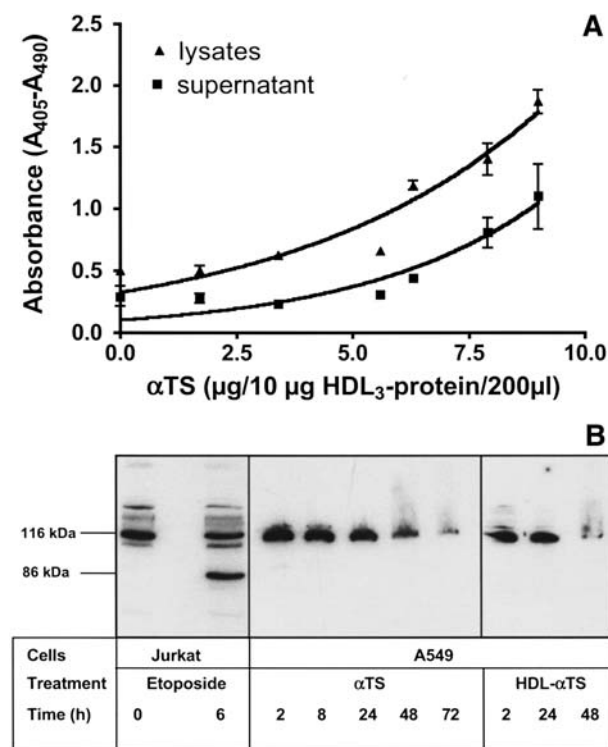 A
2.5
2.0
1.5
1.0
0.5
0.0
Absorbance (A405-A490)
▲ lysates
■ supernatant
0.0 2.5 5.0 7.5 10.0
αTS (µg/10 µg HDL3-protein/200µl)
B
116 kDa
86 kDa
Cells Jurkat A549
Treatment Etoposide αTS HDL-αTS
Time (h) 0 6 2 8 24 48 72 2 24 48